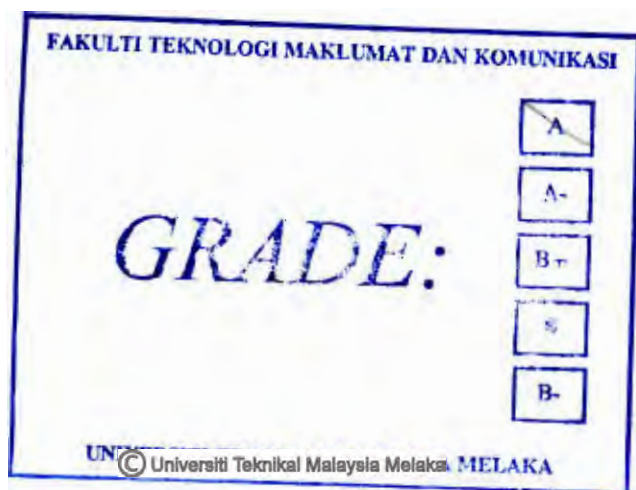 FAKULTI TEKNOLOGI MAKLUMAT DAN KOMUNIKASI
A
A-
GRADE:
B+
B-
MELAKA
© Universiti Teknikal Malaysia Melaka